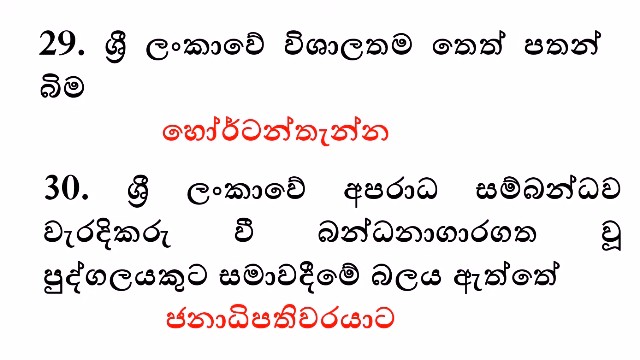 29. ශ්‍රී ලංකාවේ විශාලතම තෙත් පතන්
බිම
හෝර්ටන්තැන්න
30. ශ්‍රී ලංකාවේ අපරාධ සම්බන්ධව
වැරදිකරු වී බන්ධනාගාරගත වූ
පුද්ගලයකුට සමාවදීමේ බලය ඇත්තේ
ජනාධිපතිවරයාට